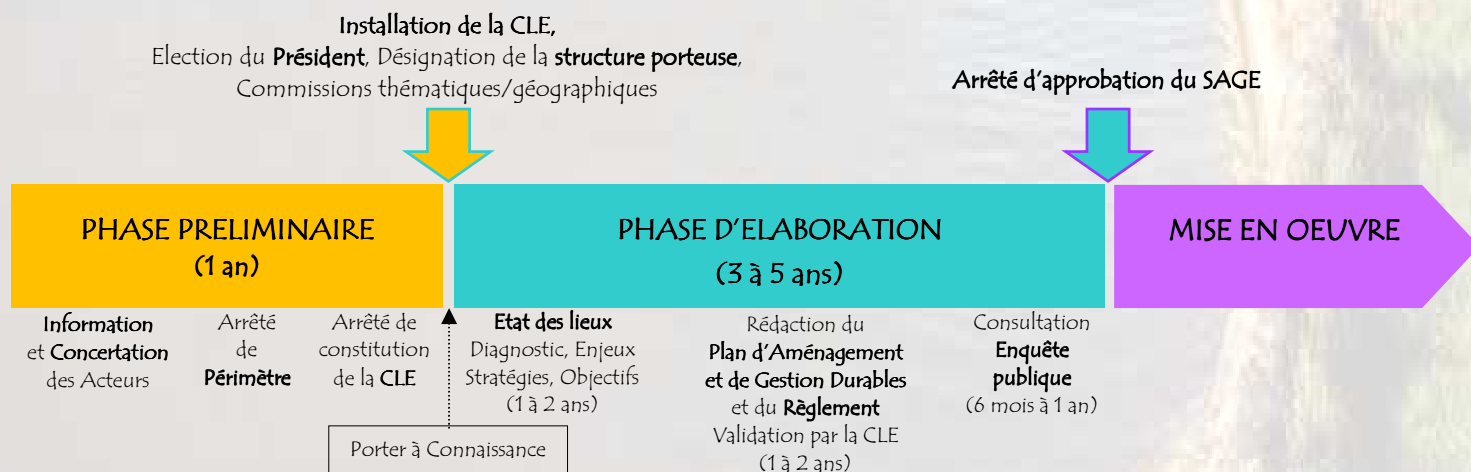 Installation de la CLE,
Election du Président, Désignation de la structure porteuse,
Commissions thématiques/géographiques
Arrêté d'approbation du SAGE
PHASE PRELIMINAIRE
(1 an)
PHASE D'ELABORATION
(3 à 5 ans)
MISE EN OEUVRE
Information
et Concertation
des Acteurs
Arrêté
de
Périmètre
Arrêté de
constitution
de la CLE
Etat des lieux
Diagnostic, Enjeux
Stratégies, Objectifs
(1 à 2 ans)
Rédaction du
Plan d'Aménagement
et de Gestion Durables
et du Règlement
Validation par la CLE
(1 à 2 ans)
Consultation
Enquête
publique
(6 mois à 1 an)
Porter à Connaissance